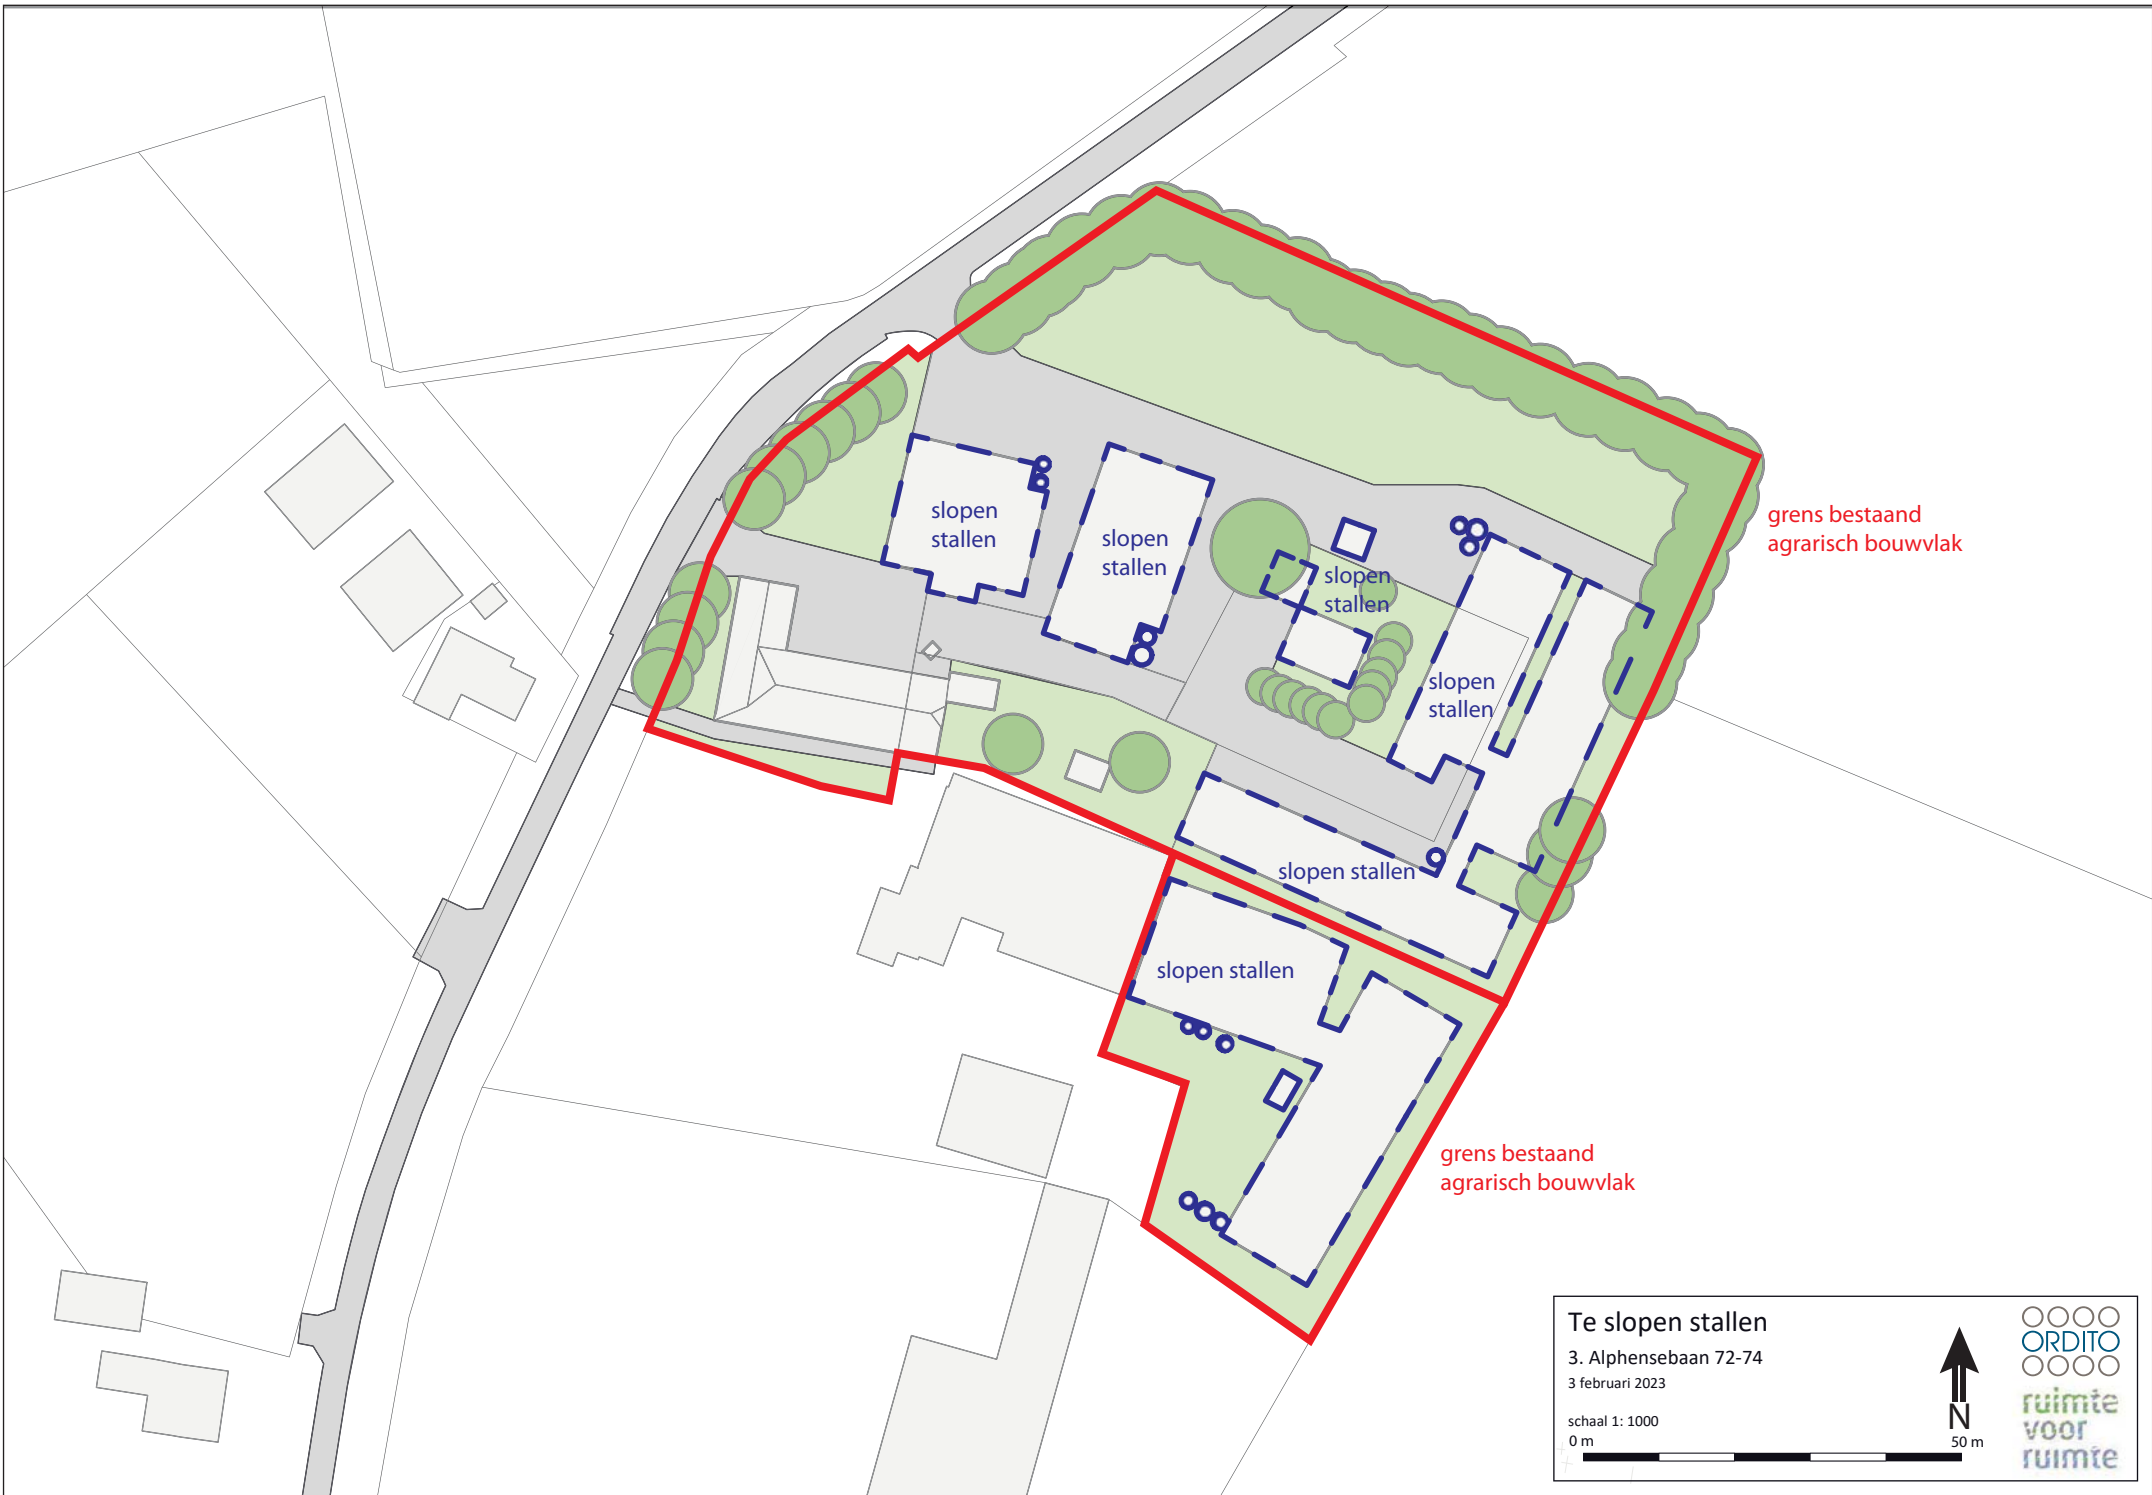 grens bestaand
agrarisch bouwvlak
slopen
stallen
slopen
stallen
slopen
stallen
slopen
stallen
slopen stallen
slopen stallen
grens bestaand
agrarisch bouwvlak
Te slopen stallen
3. Alphensebaan 72-74
3 februari 2023
schaal 1: 1000
0 m
50 m
N
ORDITO
ruimte
voor
ruimte